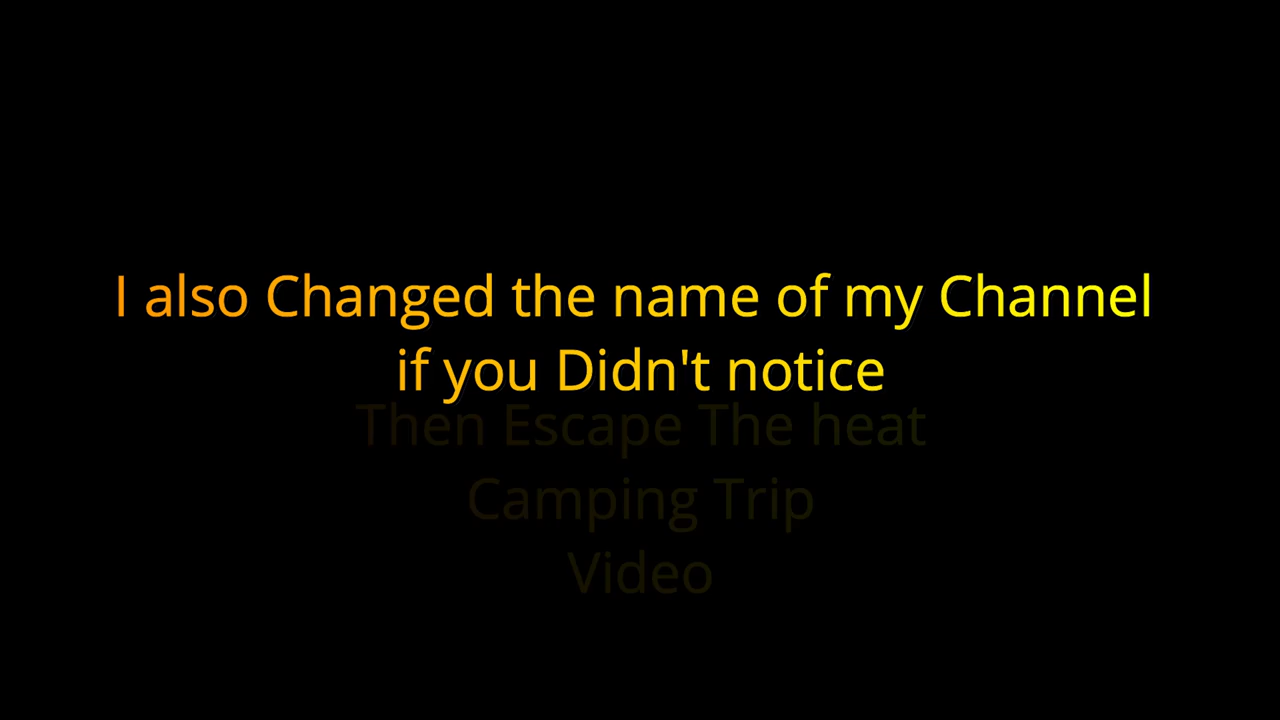 I also Changed the name of my Channel
if you Didn't notice
Then Escape The heat
Camping Trip
Video